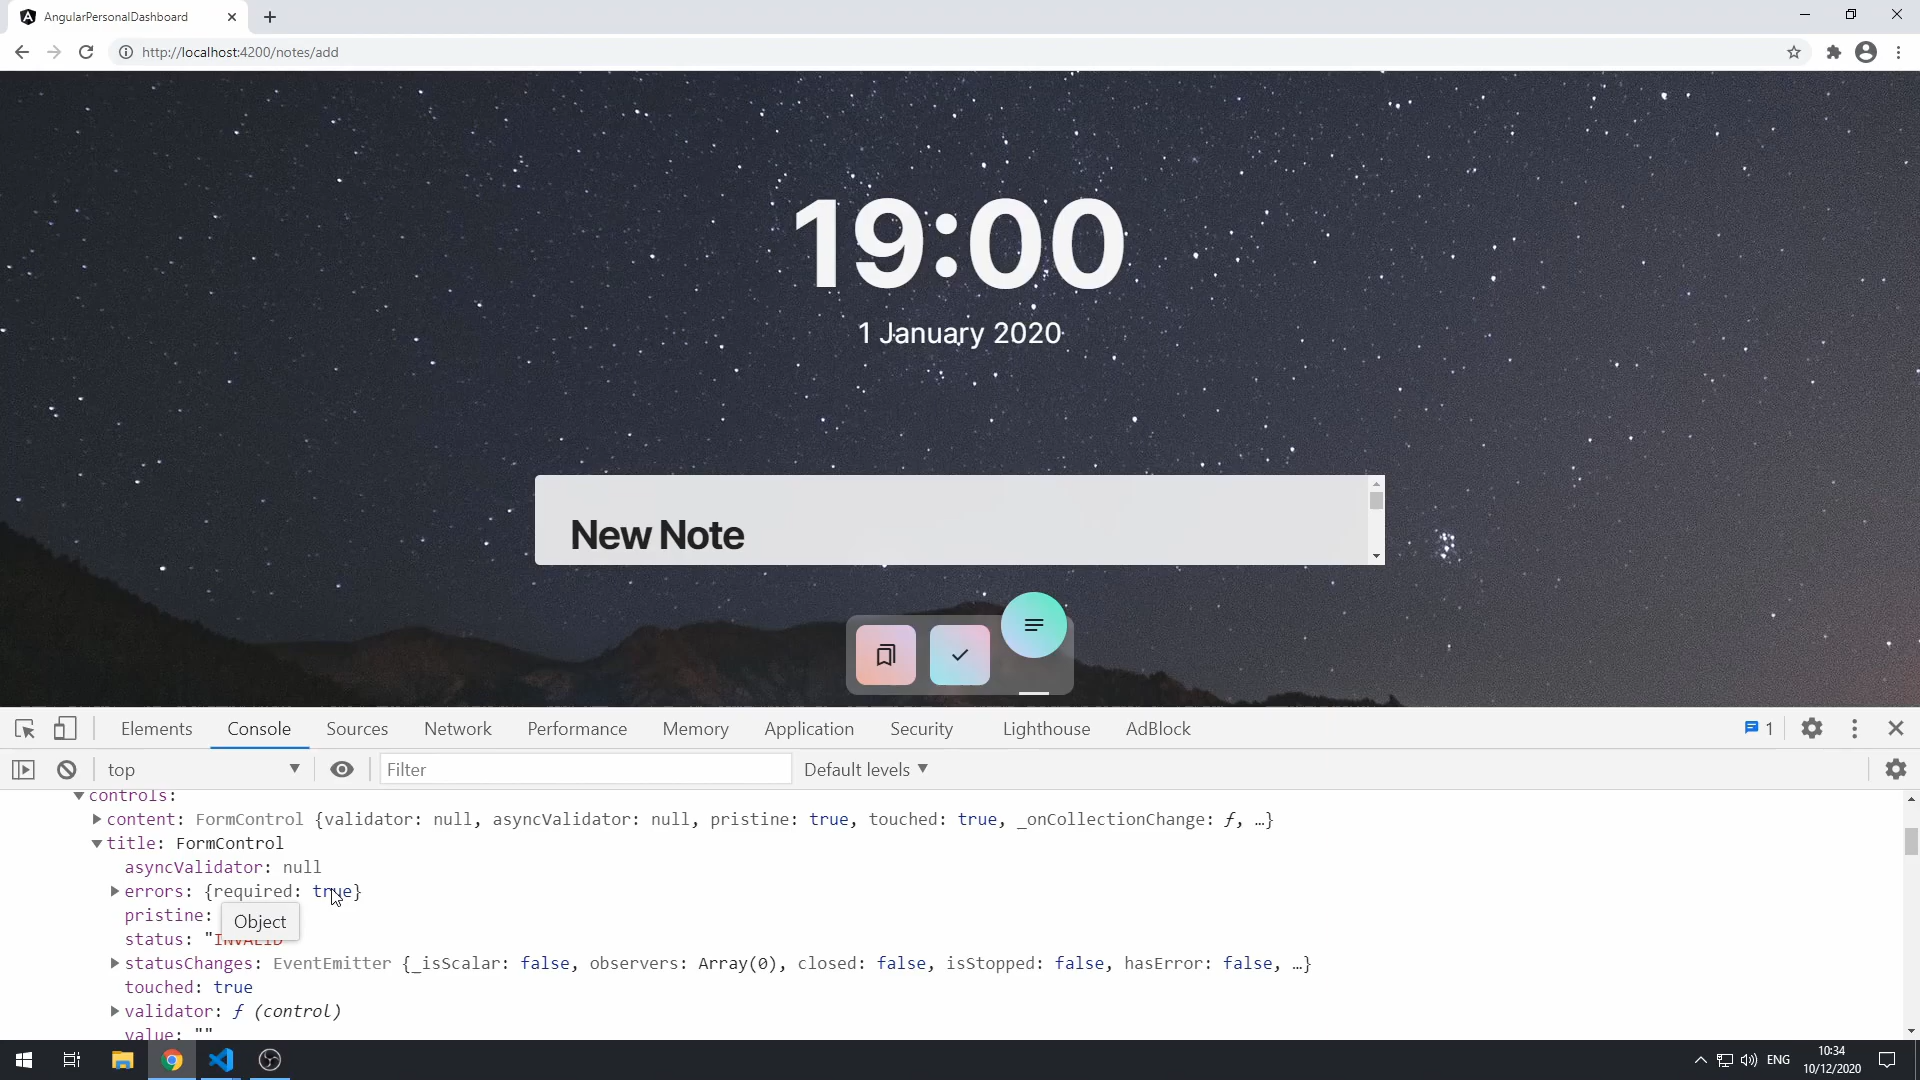 AngularPersonalDashboard
http://localhost:4200/notes/add
19:00
1 January 2020
New Note
Elements Console Sources Network Performance Memory Application Security Lighthouse AdBlock 1
top Filter Default levels
controls:
content: FormControl {validator: null, asyncValidator: null, pristine: true, touched: true, _onCollectionChange: ƒ, …}
title: FormControl
asyncValidator: null
errors: {required: true}
pristine:
Object
status: "INVALID"
statusChanges: EventEmitter {_isScalar: false, observers: Array(0), closed: false, isStopped: false, hasError: false, …}
touched: true
validator: ƒ (control)
value: ""
ENG
10:34
10/12/2020